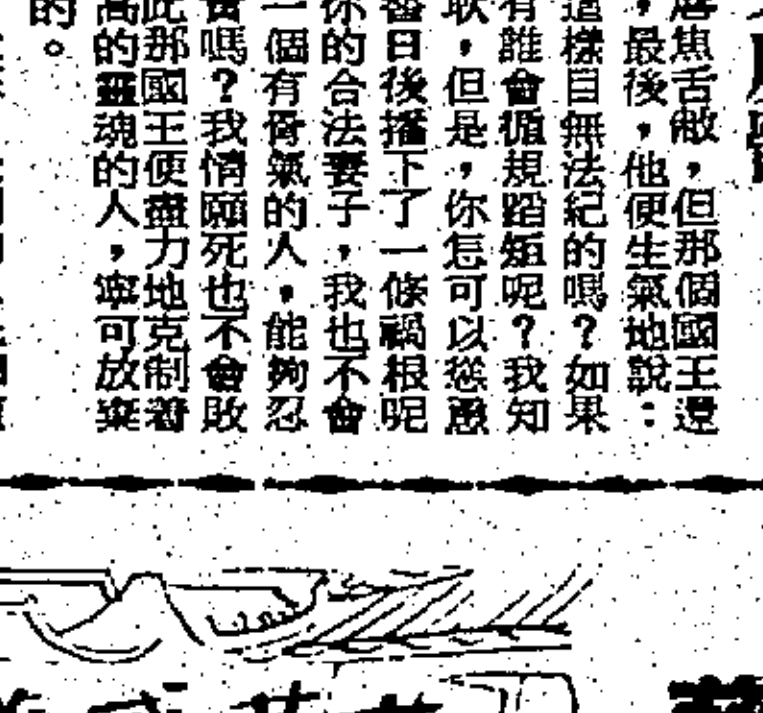 唇焦舌敝，但那個國王還
，最後，他便生氣地說：
這樣目無法紀的嗎？如果
有誰會循規蹈矩呢？我知
耿，但是，你怎可以慫恿
日後播下了一條禍根呢
你的合法妻子，我也不會
一個有骨氣的人，能夠忍
嗎？我情願死也不會敗
此那國王便盡力地克制着
高的靈魂的人，寧可放棄
的。